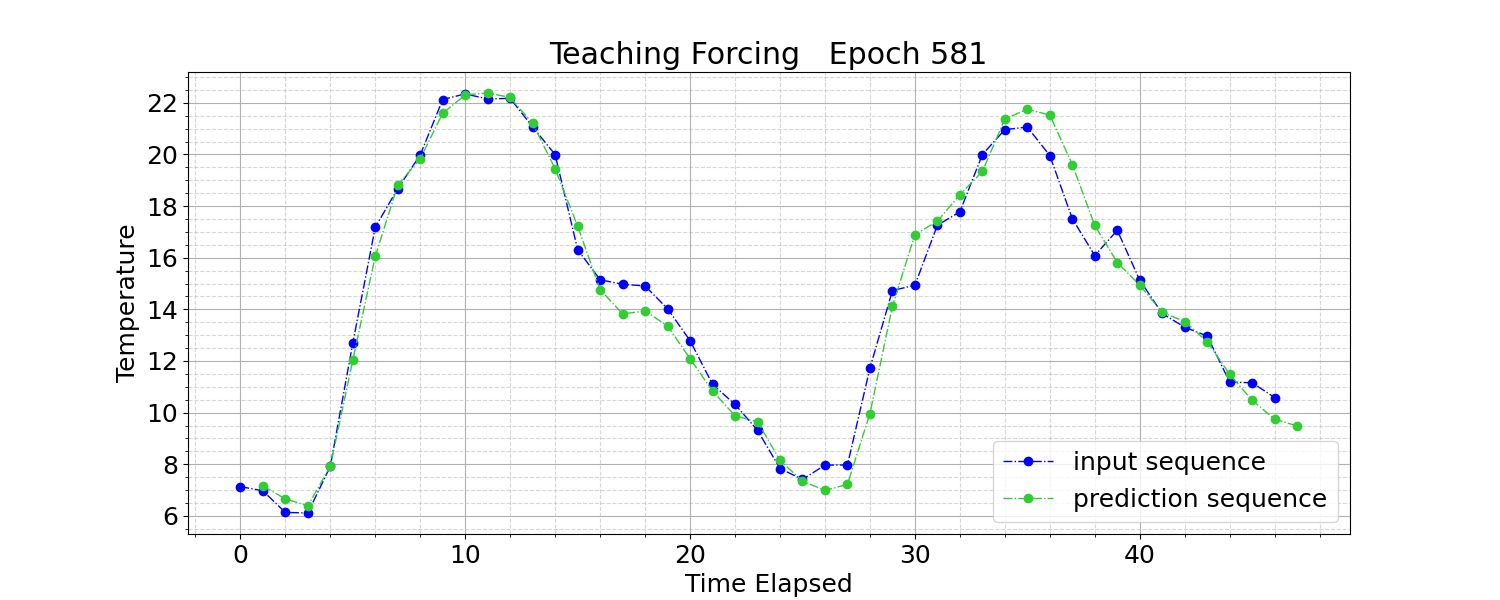 Teaching Forcing   Epoch 581
22
20
18
16
14
12
10
8
6
Temperature
input sequence
prediction sequence
0 10 20 30 40
Time Elapsed